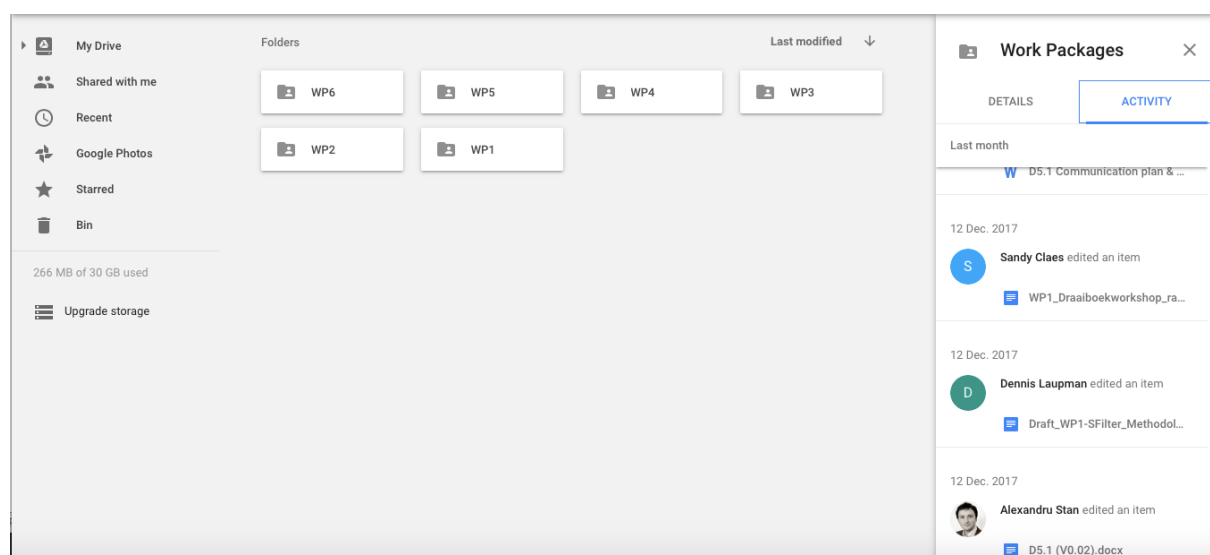 My Drive
Shared with me
Recent
Google Photos
Starred
Bin
266 MB of 30 GB used
Upgrade storage
Folders
Last modified
WP6
WP5
WP4
WP3
WP2
WP1
Work Packages
DETAILS
ACTIVITY
Last month
W D5.1 Communication plan & ...
12 Dec. 2017
S
Sandy Claes edited an item
WP1_Draaiboekworkshop_ra...
12 Dec. 2017
D
Dennis Laupman edited an item
Draft_WP1-SFilter_Methodol...
12 Dec. 2017
Alexandru Stan edited an item
D5.1 (V0.02).docx